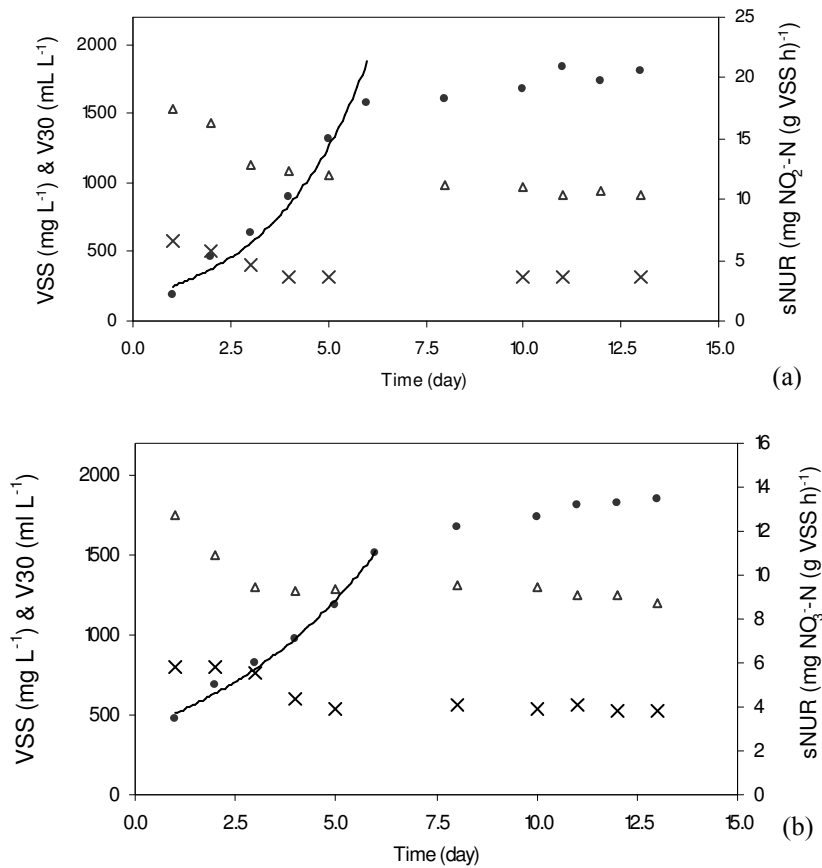 VSS (mg L⁻¹) & V30 (mL L⁻¹)
2000
1500
1000
500
0
25
20
15
10
5
0
sNUR (mg NO₂⁻-N (g VSS h)⁻¹
0.0 2.5 5.0 7.5 10.0 12.5 15.0
Time (day)
(a)
VSS (mg L⁻¹) & V30 (ml L⁻¹)
2000
1500
1000
500
0
16
14
12
10
8
6
4
2
0
sNUR (mg NO₃⁻-N (g VSS h)⁻¹
0.0 2.5 5.0 7.5 10.0 12.5 15.0
Time (day)
(b)